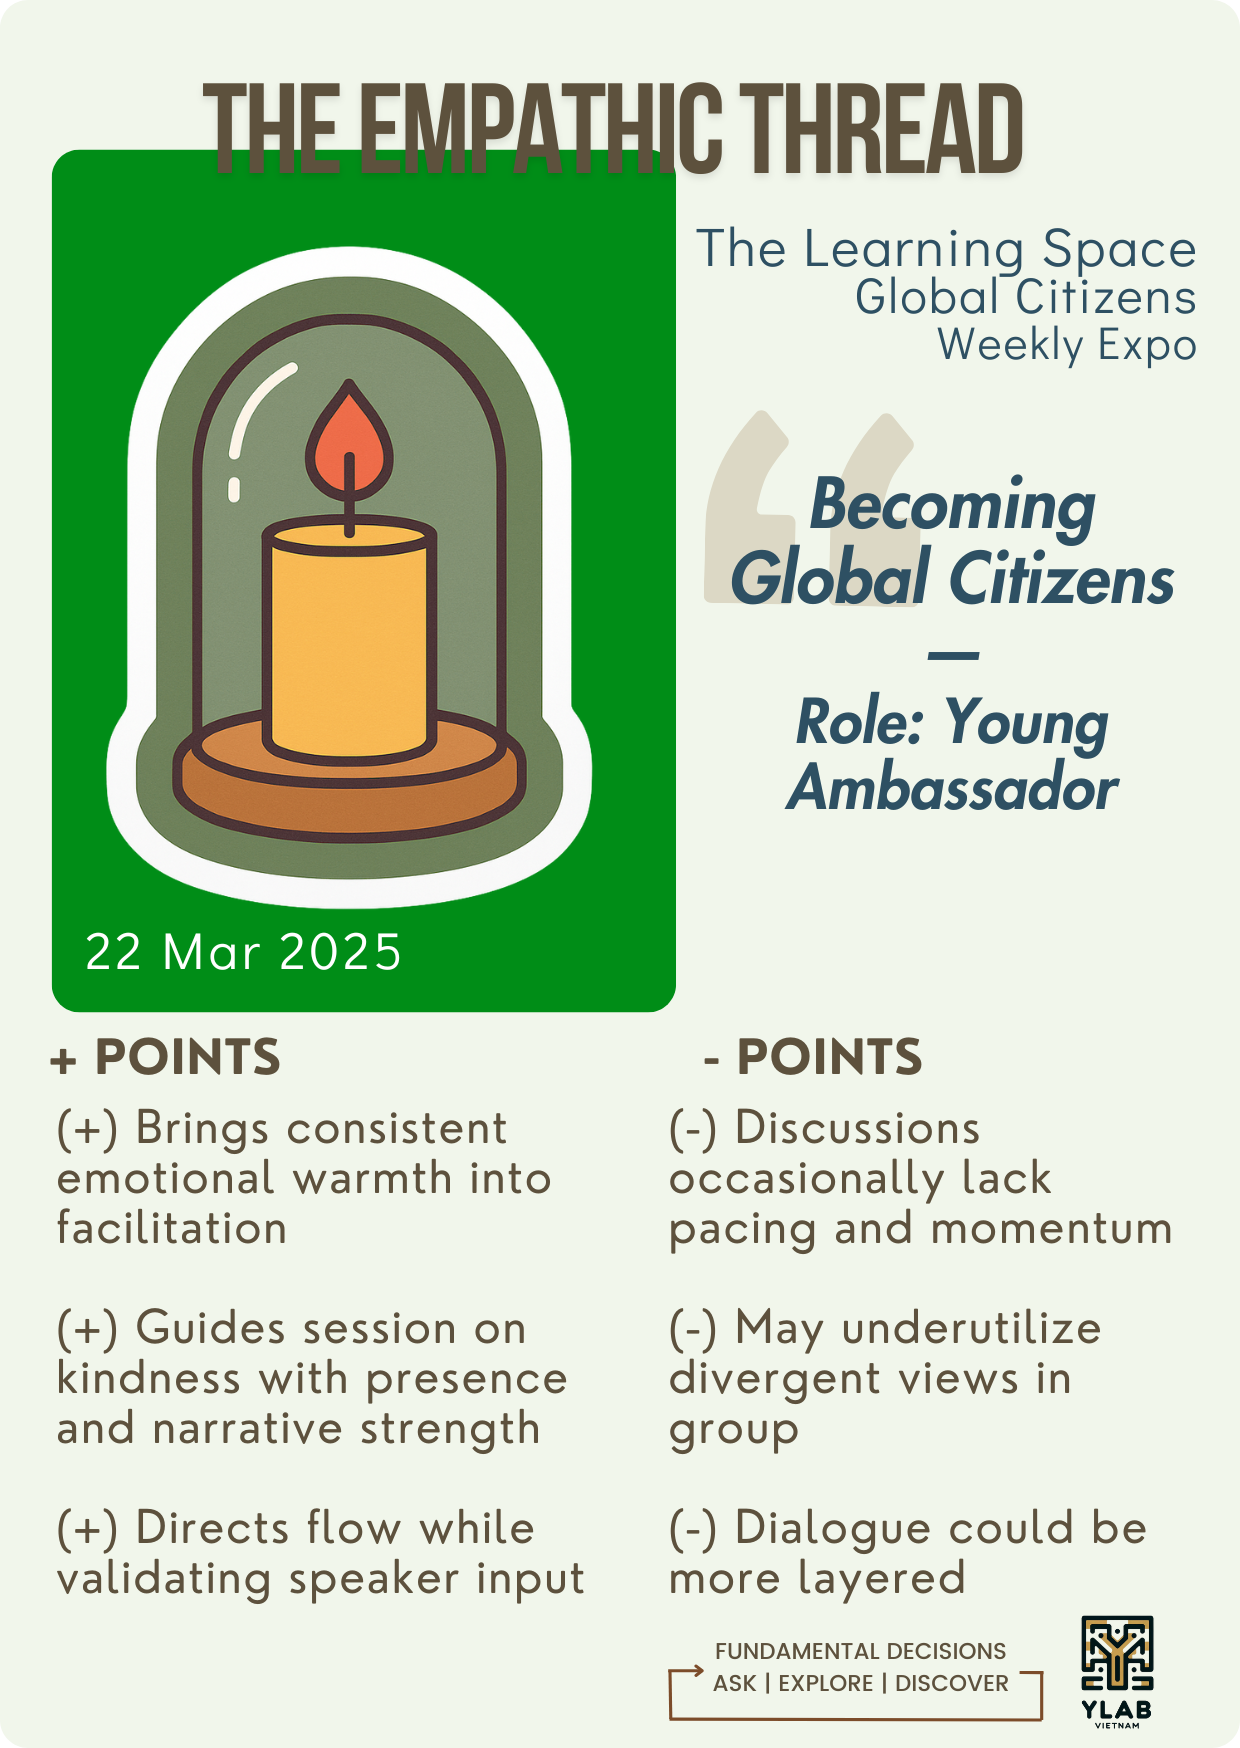 THE EMPATHIC THREAD
The Learning Space
Global Citizens
Weekly Expo
“
Becoming
Global Citizens
—
Role: Young
Ambassador
22 Mar 2025
+ POINTS
(+) Brings consistent
emotional warmth into
facilitation
(+) Guides session on
kindness with presence
and narrative strength
(+) Directs flow while
validating speaker input
- POINTS
(-) Discussions
occasionally lack
pacing and momentum
(-) May underutilize
divergent views in
group
(-) Dialogue could be
more layered
FUNDAMENTAL DECISIONS
ASK | EXPLORE | DISCOVER
YLAB
VIETNAM